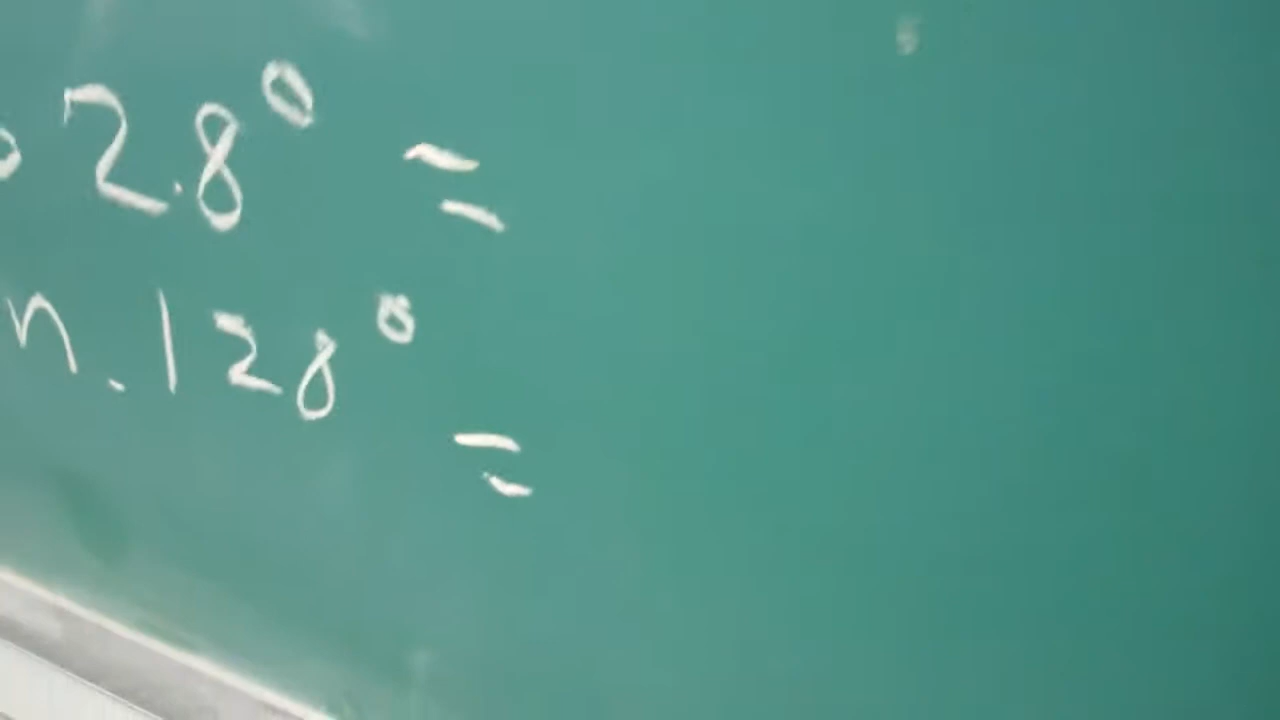 2.8° =
n.128° =